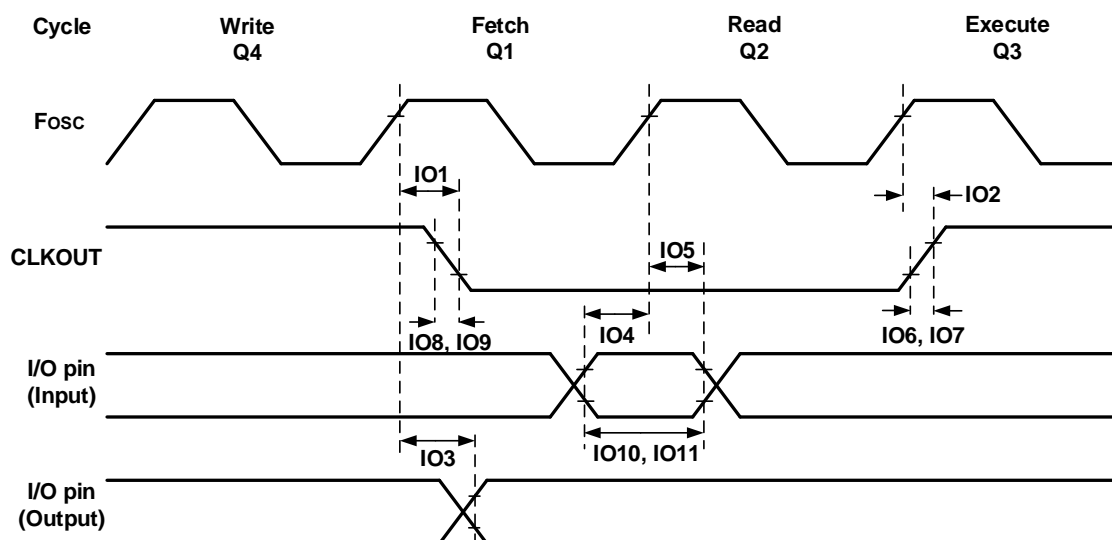 Cycle Write Fetch Read Execute
Q4 Q1 Q2 Q3
Fosc
IO1
IO2
CLKOUT
IO5
IO4
IO8, IO9
IO6, IO7
I/O pin
(Input)
IO10, IO11
IO3
I/O pin
(Output)